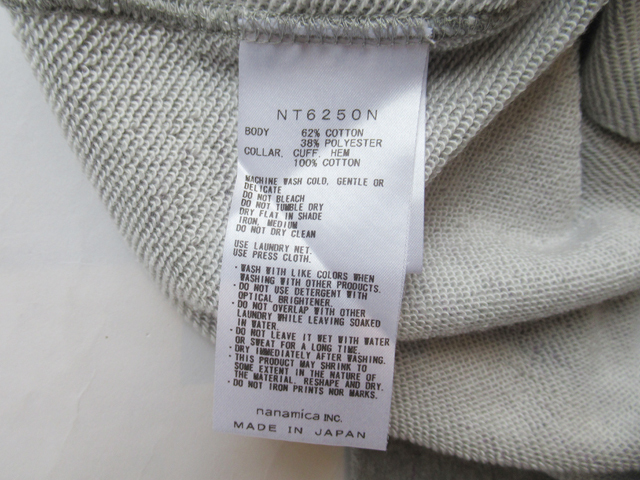 NT6250N
BODY 62% COTTON
38% POLYESTER
COLLAR, CUFF, HEM
100% COTTON
MACHINE WASH COLD, GENTLE OR
DELICATE
DO NOT BLEACH
DO NOT TUMBLE DRY
DRY FLAT IN SHADE
IRON, MEDIUM
DO NOT DRY CLEAN
USE LAUNDRY NET.
USE PRESS CLOTH.
・WASH WITH LIKE COLORS WHEN
WASHING WITH OTHER PRODUCTS.
・DO NOT USE DETERGENT WITH
OPTICAL BRIGHTENER.
・DO NOT OVERLAP WITH OTHER
LAUNDRY WHILE LEAVING SOAKED
IN WATER.
・DO NOT LEAVE IT WET WITH WATER
OR SWEAT FOR A LONG TIME.
・DRY IMMEDIATELY AFTER WASHING.
・THIS PRODUCT MAY SHRINK TO
SOME EXTENT IN THE NATURE OF
THE MATERIAL. RESHAPE AND DRY.
・DO NOT IRON PRINTS NOR MARKS.
nanamica INC.
MADE IN JAPAN